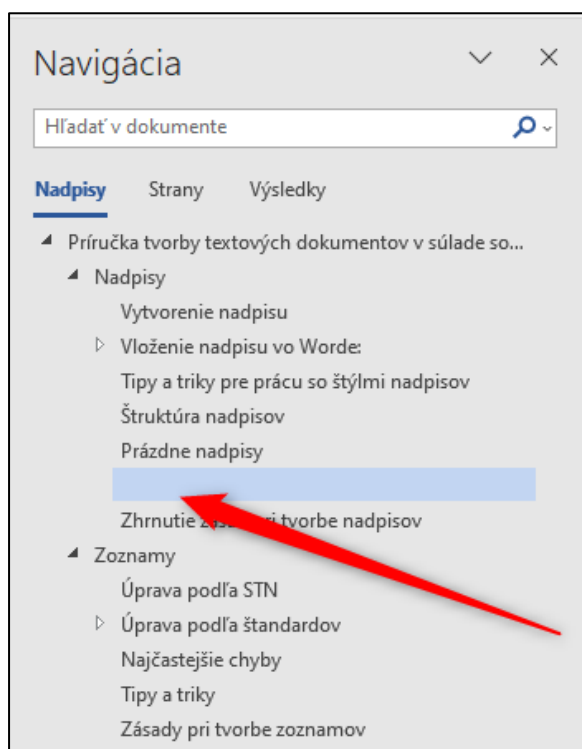 Navigácia
Hľadať v dokumente
Nadpisy Strany Výsledky
Príručka tvorby textových dokumentov v súlade so...
Nadpisy
Vytvorenie nadpisu
Vloženie nadpisu vo Worde:
Tipy a triky pre prácu so štýlmi nadpisov
Štruktúra nadpisov
Prázdne nadpisy
Zhrnutie pri tvorbe nadpisov
Zoznamy
Úprava podľa STN
Úprava podľa štandardov
Najčastejšie chyby
Tipy a triky
Zásady pri tvorbe zoznamov